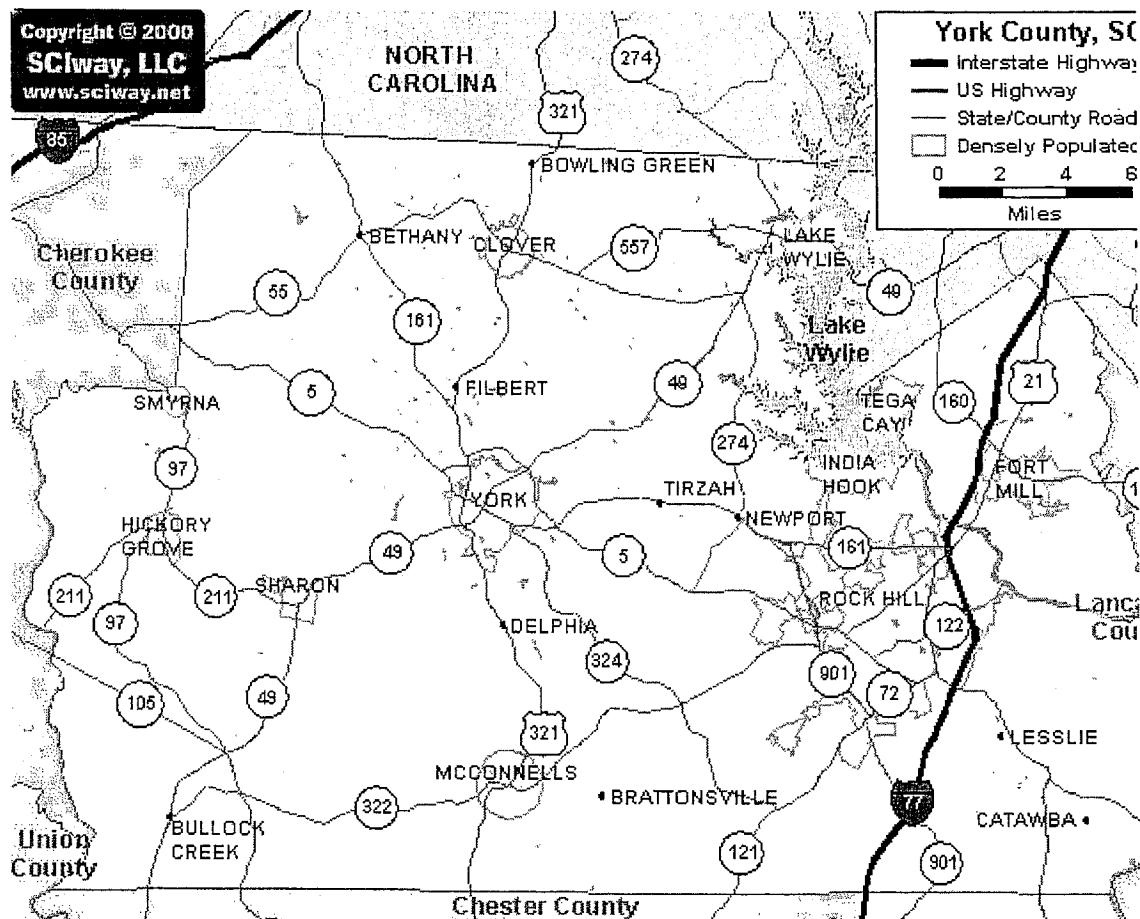 Copyright © 2000
SCIway, LLC
www.sciway.net
NORTH
CAROLINA
274
York County, SC
Interstate Highway
US Highway
State/County Road
Densely Populated
0 2 4 6
Miles
321
85
BOWLING GREEN
BETHANY
CLOVER
557
LAKE
WYLIE
Cherokee
County
55
49
161
Lake
Wylie
5
FILBERT
49
21
SMYRNA
TEGA
CAY
160
274
97
INDIA
HOOK
FORT
MILL
1
YORK
TIRZAH
NEWPORT
HICKORY
GROVE
49
5
161
211
211
SHARON
ROCK HILL
Lanca
Cou
97
DELPHIA
122
324
901
72
105
49
321
LESSLIE
MCCONNELLS
BRATTONSVILLE
77
322
CATAWBA
BULLOCK
CREEK
Union
County
121
901
Chester County